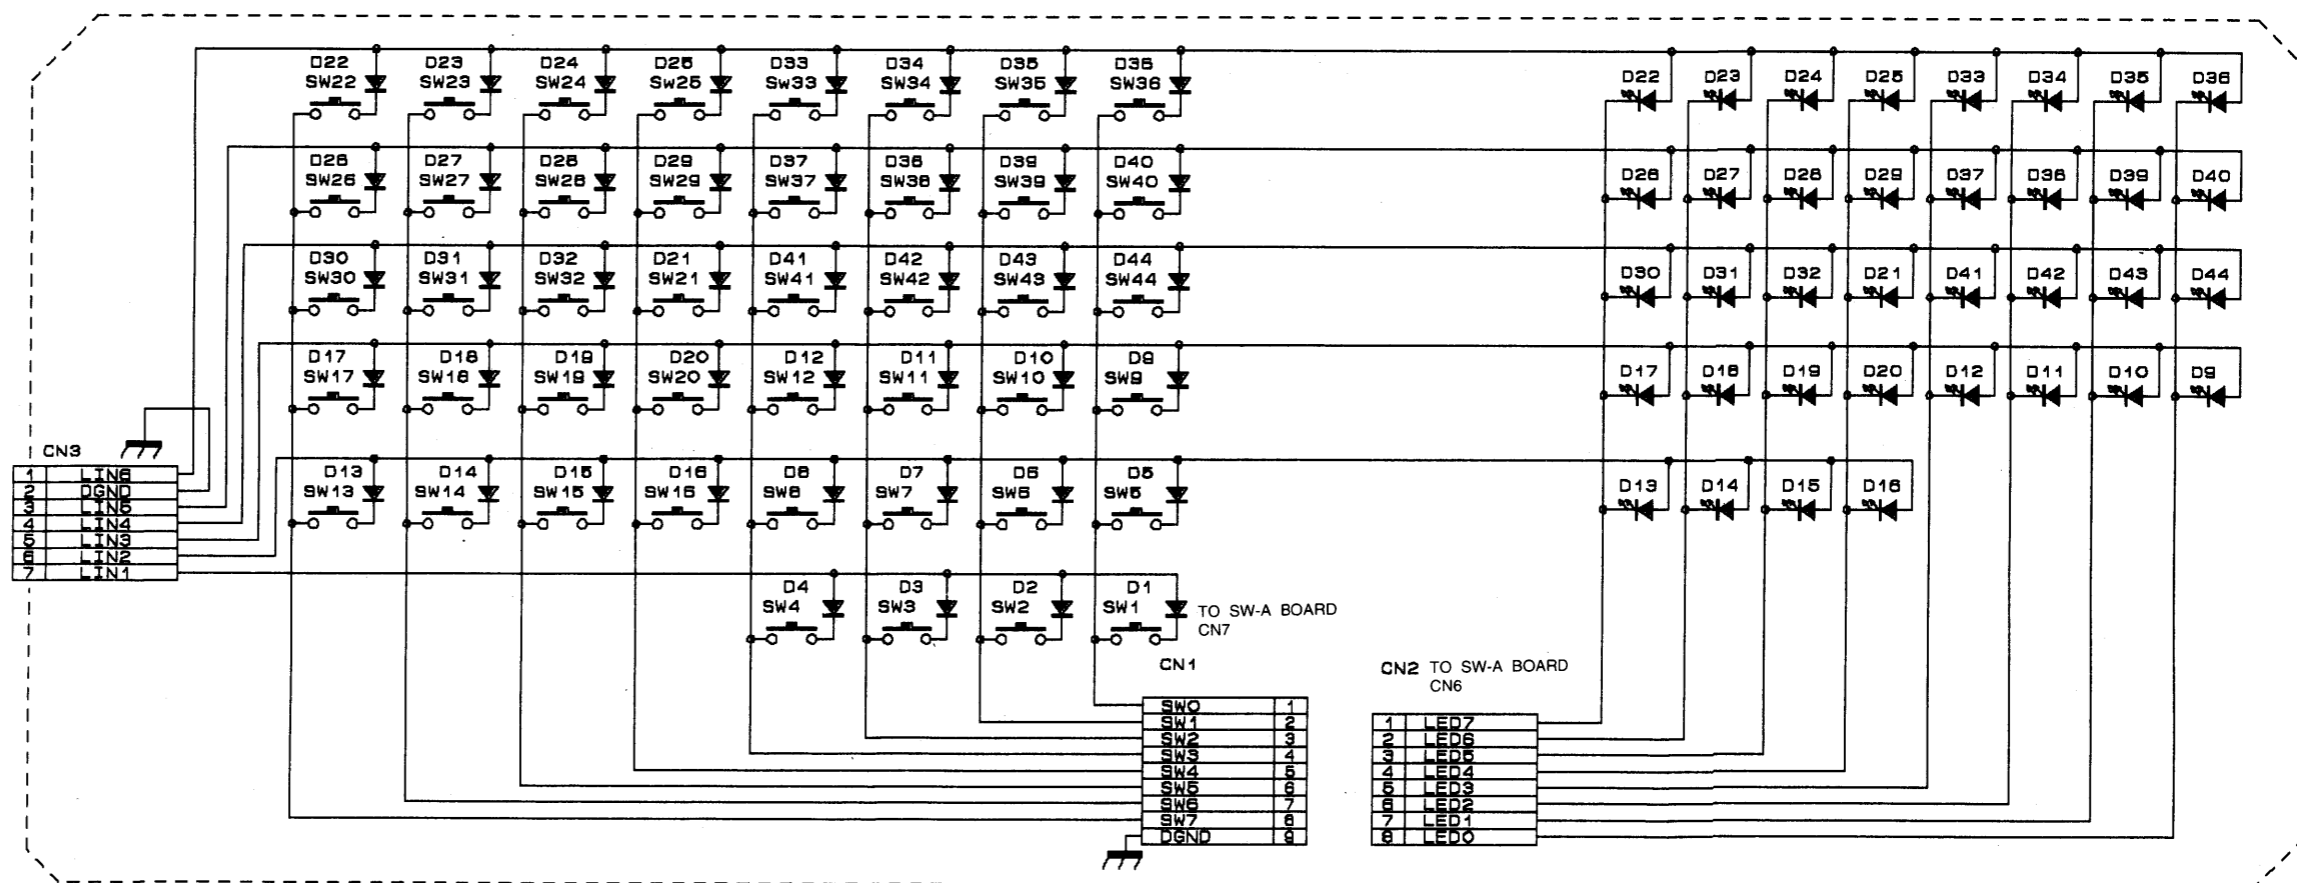 D22 D23 D24 D25 D33 D34 D35 D36
SW22 SW23 SW24 SW25 SW33 SW34 SW35 SW36
D22 D23 D24 D25 D33 D34 D35 D36
D26 D27 D28 D29 D37 D38 D39 D40
SW26 SW27 SW28 SW29 SW37 SW38 SW39 SW40
D26 D27 D28 D29 D37 D38 D39 D40
D30 D31 D32 D21 D41 D42 D43 D44
SW30 SW31 SW32 SW21 SW41 SW42 SW43 SW44
D30 D31 D32 D21 D41 D42 D43 D44
D17 D18 D19 D20 D12 D11 D10 D9
SW17 SW18 SW19 SW20 SW12 SW11 SW10 SW9
D17 D18 D19 D20 D12 D11 D10 D9
CN3
1 LIN6
2 DGND
3 LIN5
4 LIN4
5 LIN3
6 LIN2
7 LIN1
D13 D14 D15 D16 D8 D7 D6 D5
SW13 SW14 SW15 SW16 SW8 SW7 SW6 SW5
D13 D14 D15 D16
D4 D3 D2 D1
SW4 SW3 SW2 SW1
TO SW-A BOARD
CN7
CN1
SW0 1
SW1 2
SW2 3
SW3 4
SW4 5
SW5 6
SW6 7
SW7 8
DGND 9
CN2 TO SW-A BOARD
CN6
1 LED7
2 LED6
3 LED5
4 LED4
5 LED3
6 LED2
7 LED1
8 LED0